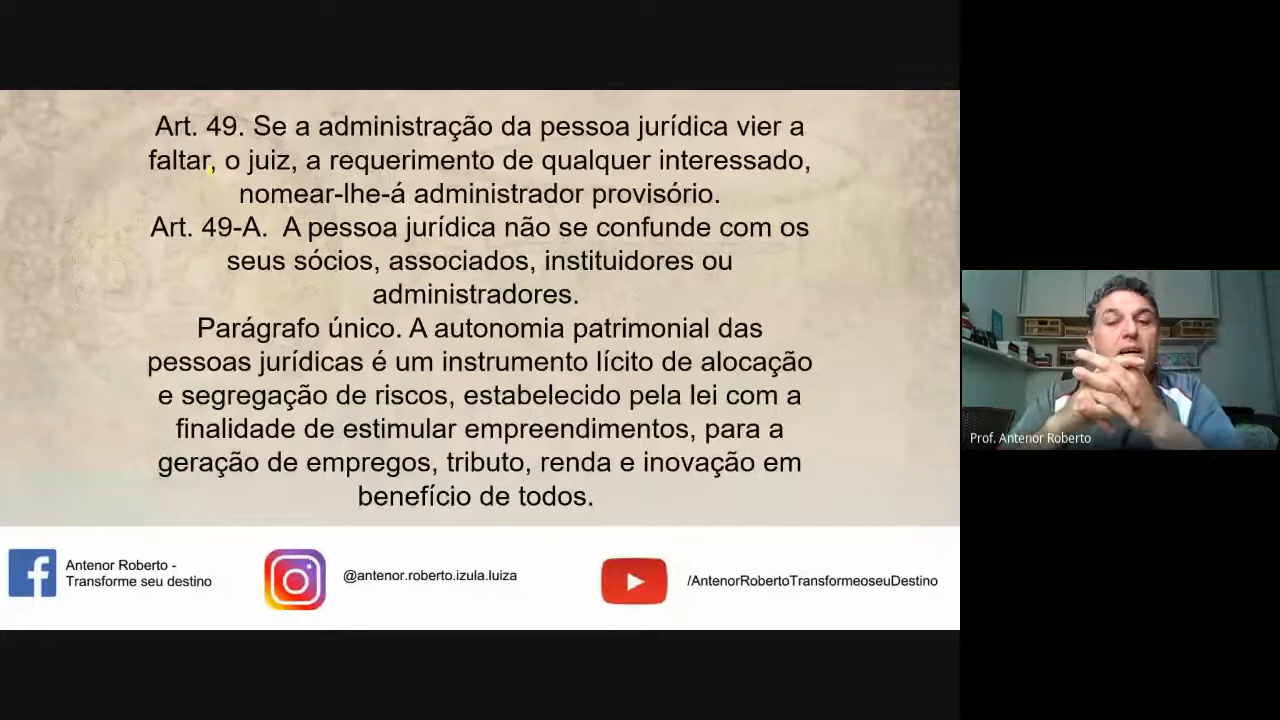 Art. 49. Se a administração da pessoa jurídica vier a
faltar, o juiz, a requerimento de qualquer interessado,
nomear-lhe-á administrador provisório.
Art. 49-A.  A pessoa jurídica não se confunde com os
seus sócios, associados, instituidores ou
administradores.
Parágrafo único. A autonomia patrimonial das
pessoas jurídicas é um instrumento lícito de alocação
e segregação de riscos, estabelecido pela lei com a
finalidade de estimular empreendimentos, para a
geração de empregos, tributo, renda e inovação em
benefício de todos.
Antenor Roberto -
Transforme seu destino
@antenor.roberto.izula.luiza
/AntenorRobertoTransformeoseuDestino
Prof. Antenor Roberto